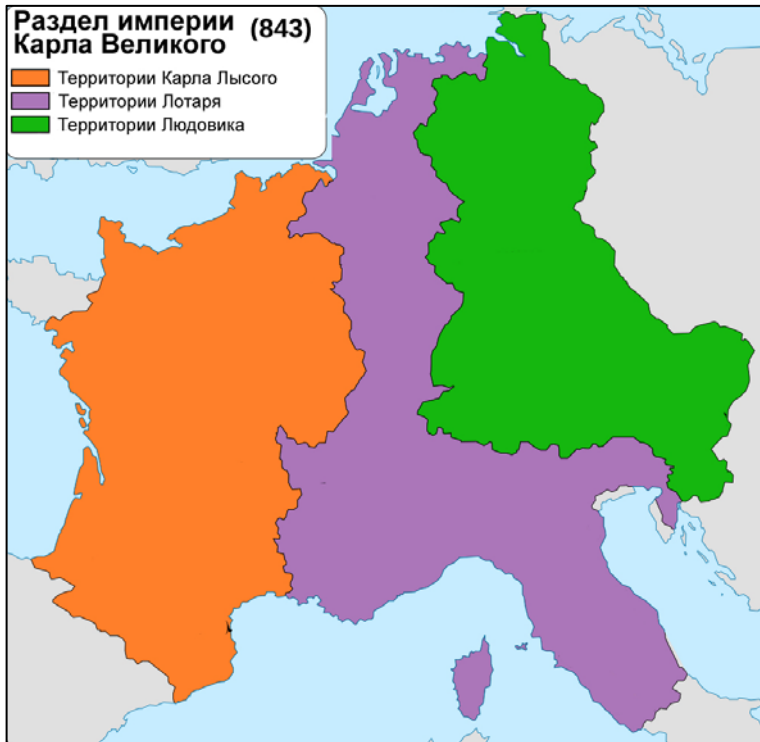 Раздел империи
Карла Великого (843)
Территории Карла Лысого
Территории Лотаря
Территории Людовика